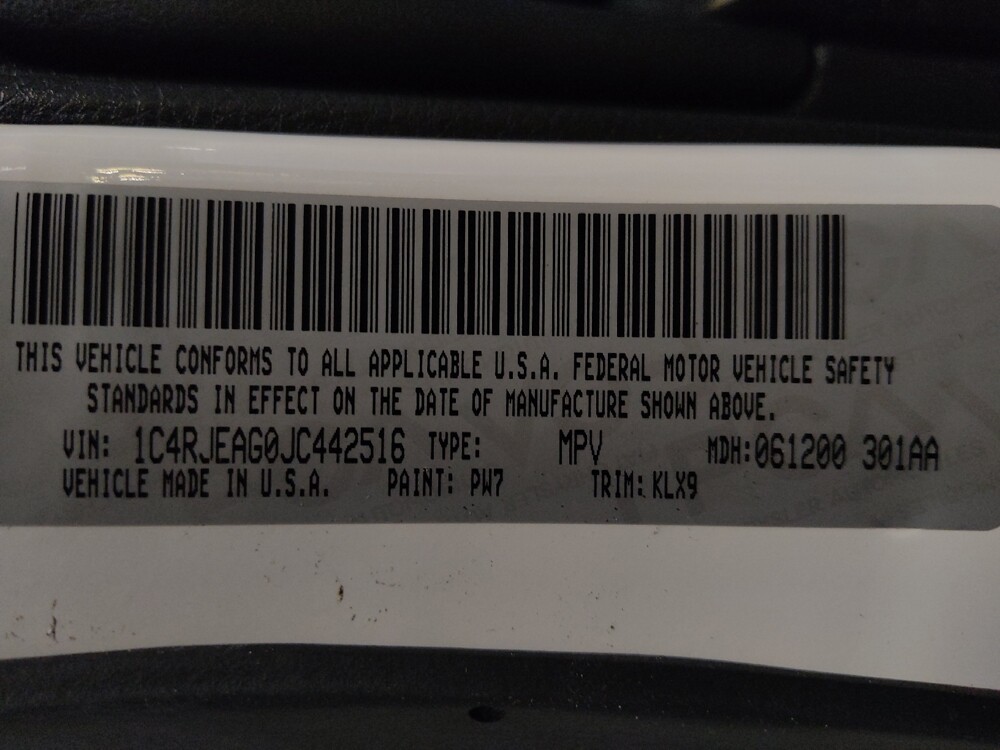 THIS VEHICLE CONFORMS TO ALL APPLICABLE U.S.A. FEDERAL MOTOR VEHICLE SAFETY
STANDARDS IN EFFECT ON THE DATE OF MANUFACTURE SHOWN ABOVE.
VIN: 1C4RJEAG0JC442516 TYPE: MPV MDH:061200 301AA
VEHICLE MADE IN U.S.A. PAINT: PW7 TRIM: KLX9